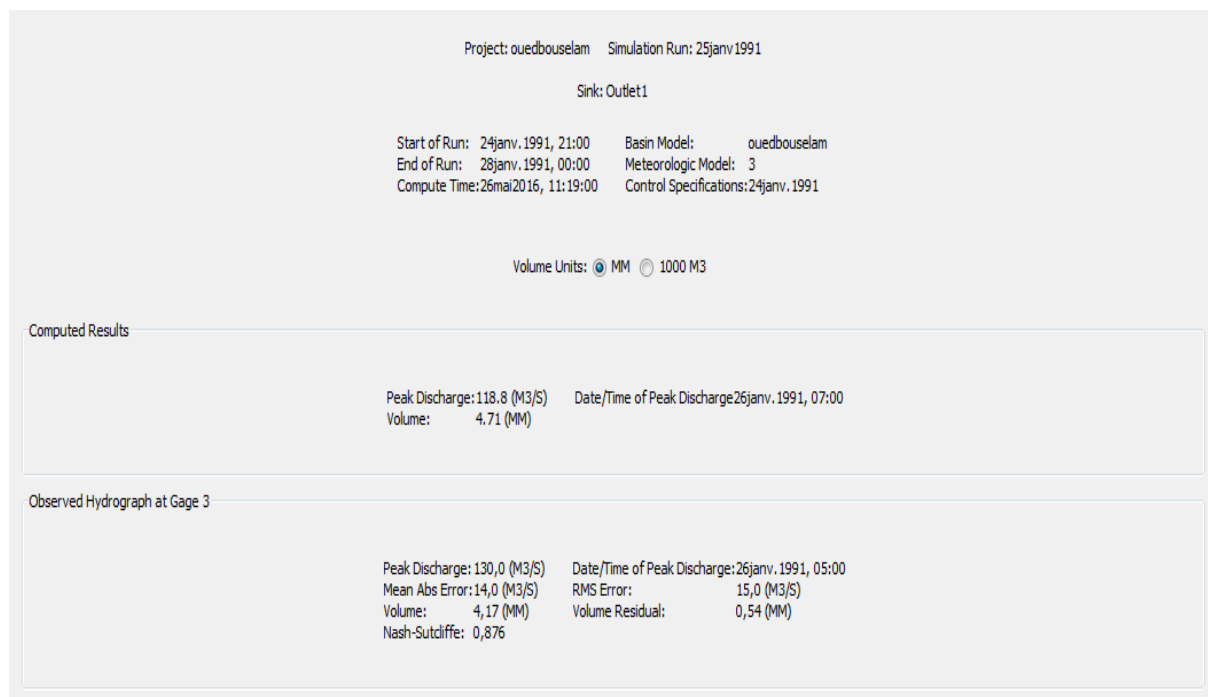 Project: ouedbouselam Simulation Run: 25janv1991
Sink: Outlet1
Start of Run: 24janv.1991, 21:00 Basin Model: ouedbouselam
End of Run: 28janv.1991, 00:00 Meteorologic Model: 3
Compute Time:26mai2016, 11:19:00 Control Specifications:24janv.1991
Volume Units: MM 1000 M3
Computed Results
Peak Discharge:118.8 (M3/S) Date/Time of Peak Discharge26janv.1991, 07:00
Volume: 4.71 (MM)
Observed Hydrograph at Gage 3
Peak Discharge:130,0 (M3/S) Date/Time of Peak Discharge:26janv.1991, 05:00
Mean Abs Error:14,0 (M3/S) RMS Error: 15,0 (M3/S)
Volume: 4,17 (MM) Volume Residual: 0,54 (MM)
Nash-Sutcliffe: 0,876